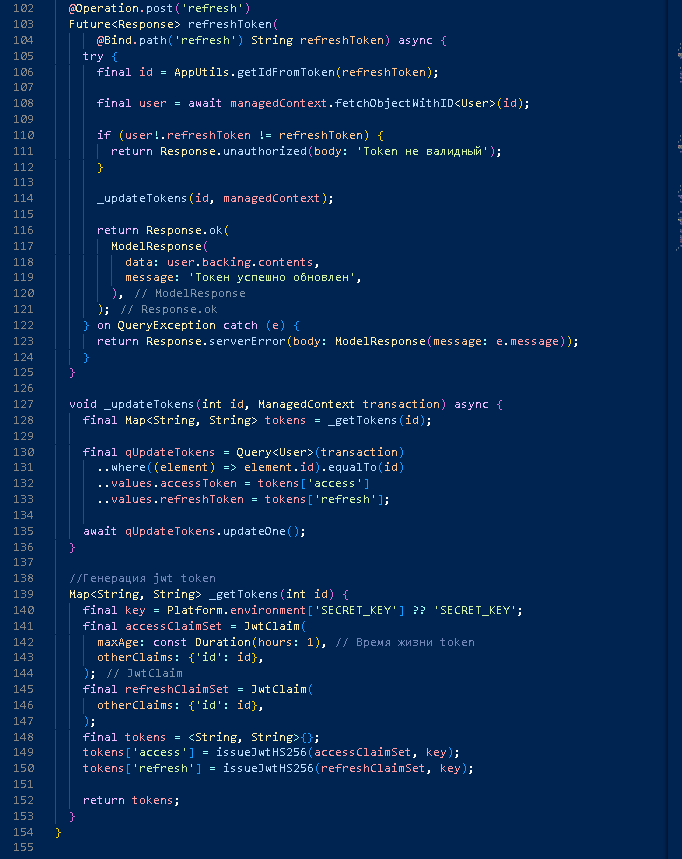 102 @Operation.post('refresh')
103 Future<Response> refreshToken(
104 @Bind.path('refresh') String refreshToken) async {
105 try {
106 final id = AppUtils.getIdFromToken(refreshToken);
107
108 final user = await managedContext.fetchObjectWithID<User>(id);
109
110 if (user!.refreshToken != refreshToken) {
111 return Response.unauthorized(body: 'Token не валидный');
112 }
113
114 _updateTokens(id, managedContext);
115
116 return Response.ok(
117 ModelResponse(
118 data: user.backing.contents,
119 message: 'Токен успешно обновлен',
120 ), // ModelResponse
121 ); // Response.ok
122 } on QueryException catch (e) {
123 return Response.serverError(body: ModelResponse(message: e.message));
124 }
125 }
126
127 void _updateTokens(int id, ManagedContext transaction) async {
128 final Map<String, String> tokens = _getTokens(id);
129
130 final qUpdateTokens = Query<User>(transaction)
131 ..where((element) => element.id).equalTo(id)
132 ..values.accessToken = tokens['access']
133 ..values.refreshToken = tokens['refresh'];
134
135 await qUpdateTokens.updateOne();
136 }
137
138 //Генерация jwt token
139 Map<String, String> _getTokens(int id) {
140 final key = Platform.environment['SECRET_KEY'] ?? 'SECRET_KEY';
141 final accessClaimSet = JwtClaim(
142 maxAge: const Duration(hours: 1), // Время жизни token
143 otherClaims: {'id': id},
144 ); // JwtClaim
145 final refreshClaimSet = JwtClaim(
146 otherClaims: {'id': id},
147 );
148 final tokens = <String, String>{};
149 tokens['access'] = issueJwtHS256(accessClaimSet, key);
150 tokens['refresh'] = issueJwtHS256(refreshClaimSet, key);
151
152 return tokens;
153 }
154 }
155